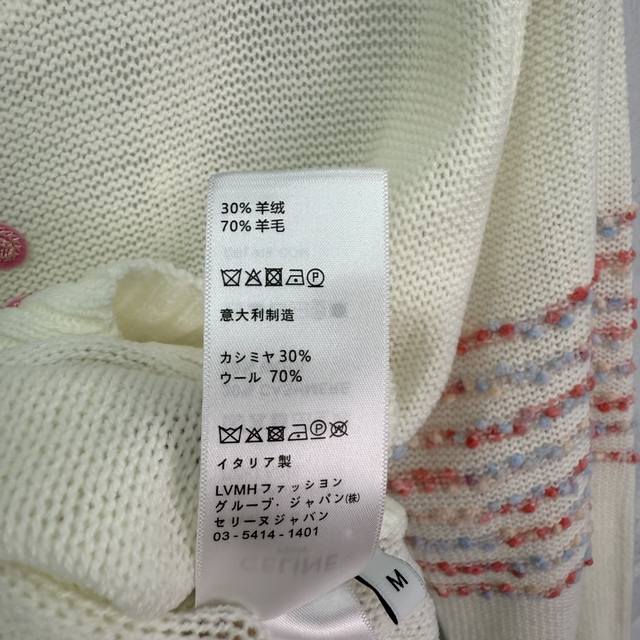 30% 羊绒
70% 羊毛
意大利制造
カシミヤ 30%
ウール 70%
イタリア製
LVMHファッション
グループ・ジャパン㈱
セリーヌジャパン
03 - 5414 - 1401
M